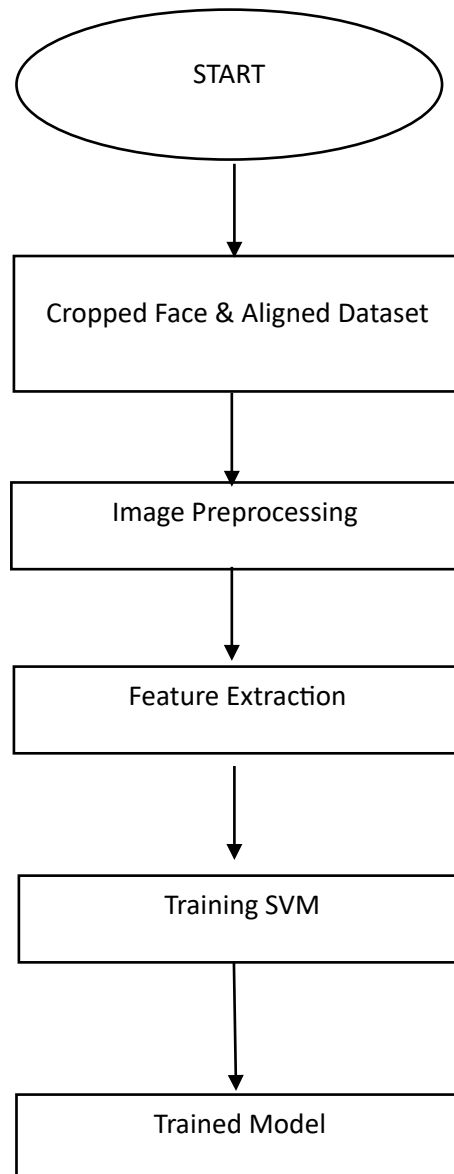 START
Cropped Face & Aligned Dataset
Image Preprocessing
Feature Extraction
Training SVM
Trained Model